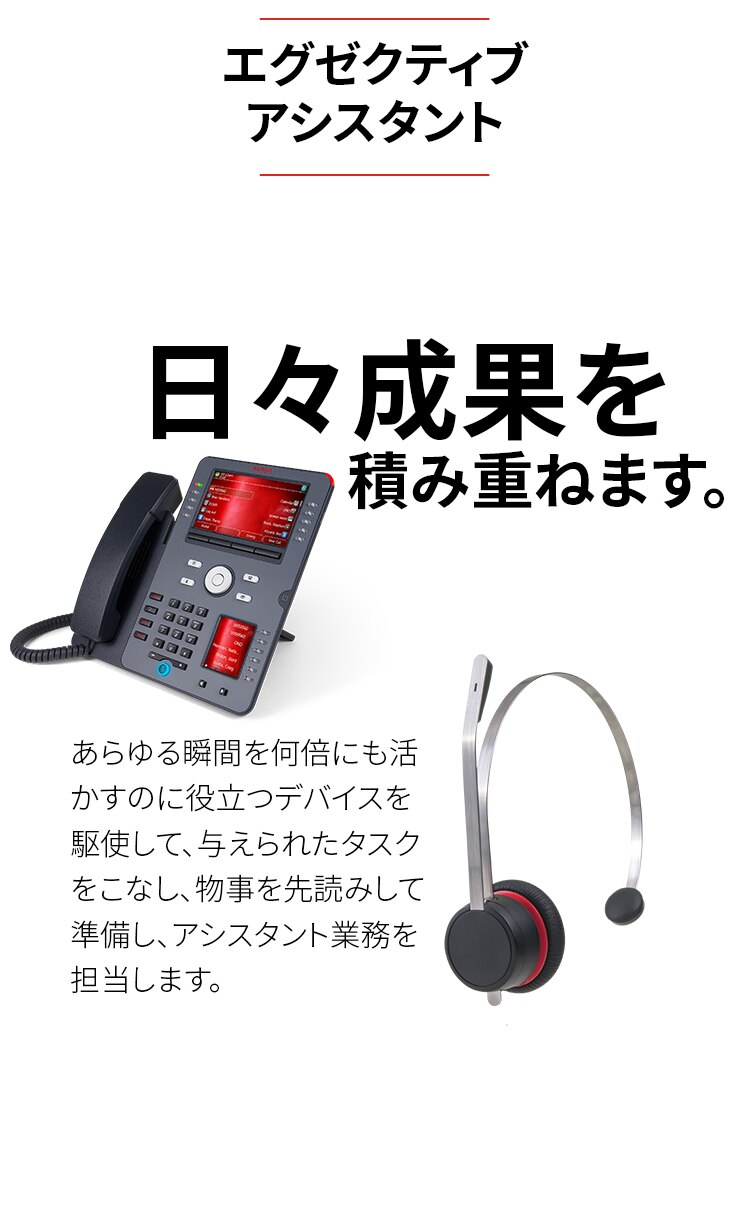 エグゼクティブ
アシスタント
日々成果を
積み重ねます。
AVAYA
あらゆる瞬間を何倍にも活
かすのに役立つデバイスを
駆使して、与えられたタスク
をこなし、物事を先読みして
準備し、アシスタント業務を
担当します。